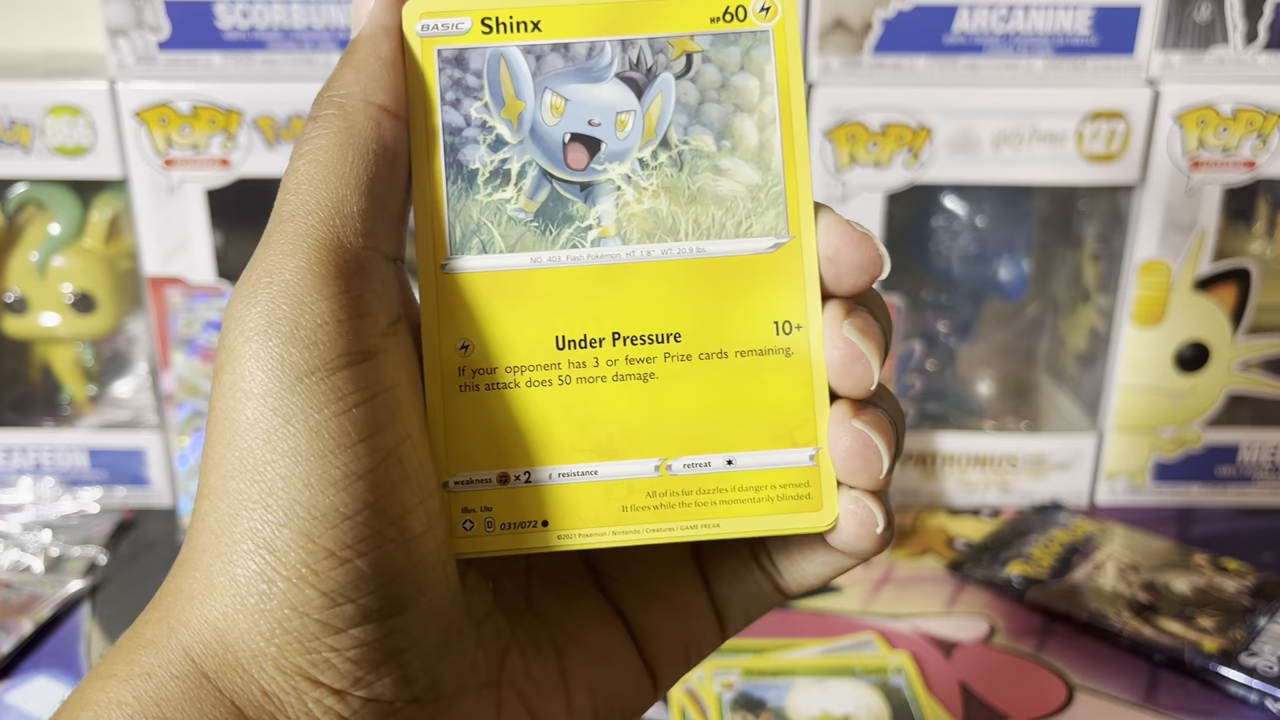 SCORBUN
ARCANINE
BASIC Shinx HP60
NO. 403 Flash Pokémon HT: 1'8" WT: 20.9 lbs.
Under Pressure 10+
If your opponent has 3 or fewer Prize cards remaining,
this attack does 50 more damage.
weakness ×2 resistance retreat
All of its fur dazzles if danger is sensed.
It flees while the foe is momentarily blinded.
Illus. Uta
D 031/072
©2021 Pokémon / Nintendo / Creatures / GAME FREAK
POP!
POP!
127
POP!
EAFEON
PATRONUS